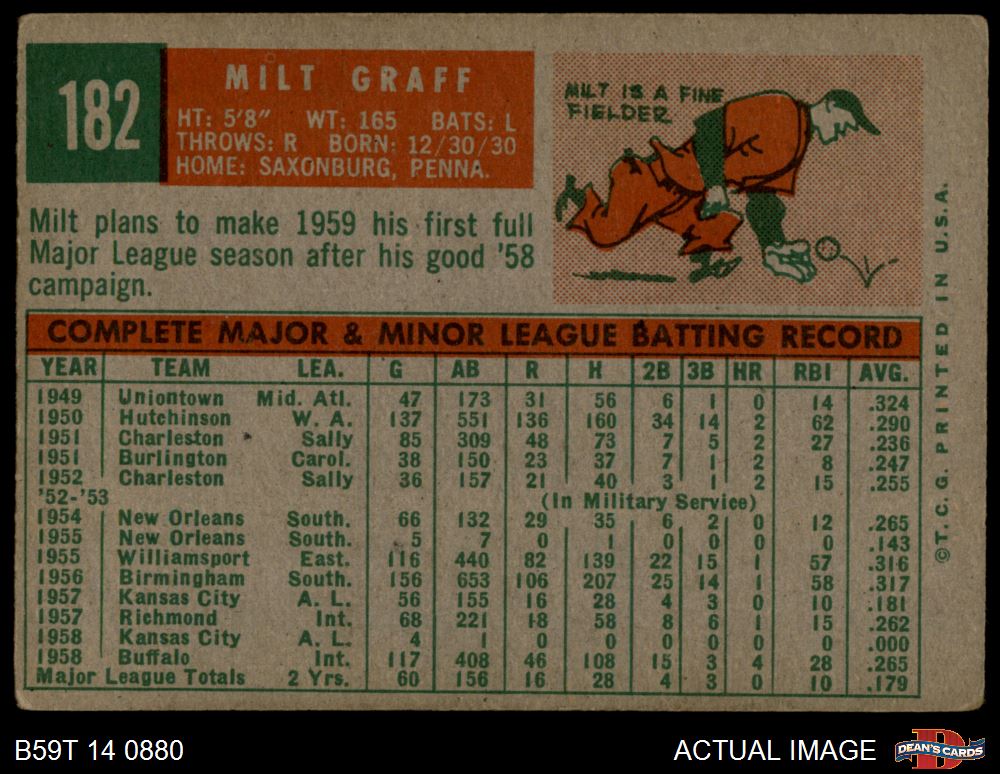 182
MILT GRAFF
HT: 5'8" WT: 165 BATS: L
THROWS: R BORN: 12/30/30
HOME: SAXONBURG, PENNA.
MILT IS A FINE
FIELDER
Milt plans to make 1959 his first full
Major League season after his good '58
campaign.
COMPLETE MAJOR & MINOR LEAGUE BATTING RECORD
YEAR TEAM LEA. G AB R H 2B 3B HR RBI AVG.
1949 Uniontown Mid. Atl. 47 173 31 56 6 1 0 14 .324
1950 Hutchinson W. A. 137 551 136 160 34 14 2 62 .290
1951 Charleston Sally 85 309 48 73 7 5 2 27 .236
1951 Burlington Carol. 38 150 23 37 7 1 2 8 .247
1952 Charleston Sally 36 157 21 40 3 1 2 15 .255
'52-'53 (In Military Service)
1954 New Orleans South. 66 132 29 35 6 2 0 12 .265
1955 New Orleans South. 5 7 0 1 0 0 0 0 .143
1955 Williamsport East. 116 440 82 139 22 15 1 57 .316
1956 Birmingham South. 156 653 106 207 25 14 1 58 .317
1957 Kansas City A. L. 56 155 16 28 4 3 0 10 .181
1957 Richmond Int. 68 221 18 58 8 6 1 15 .262
1958 Kansas City A. L. 4 1 0 0 0 0 0 0 .000
1958 Buffalo Int. 117 408 46 108 15 3 4 28 .265
Major League Totals 2 Yrs. 60 156 16 28 4 3 0 10 .179
©T. C. G. PRINTED IN U.S.A.
B59T 14 0880
ACTUAL IMAGE
DEAN'S CARDS